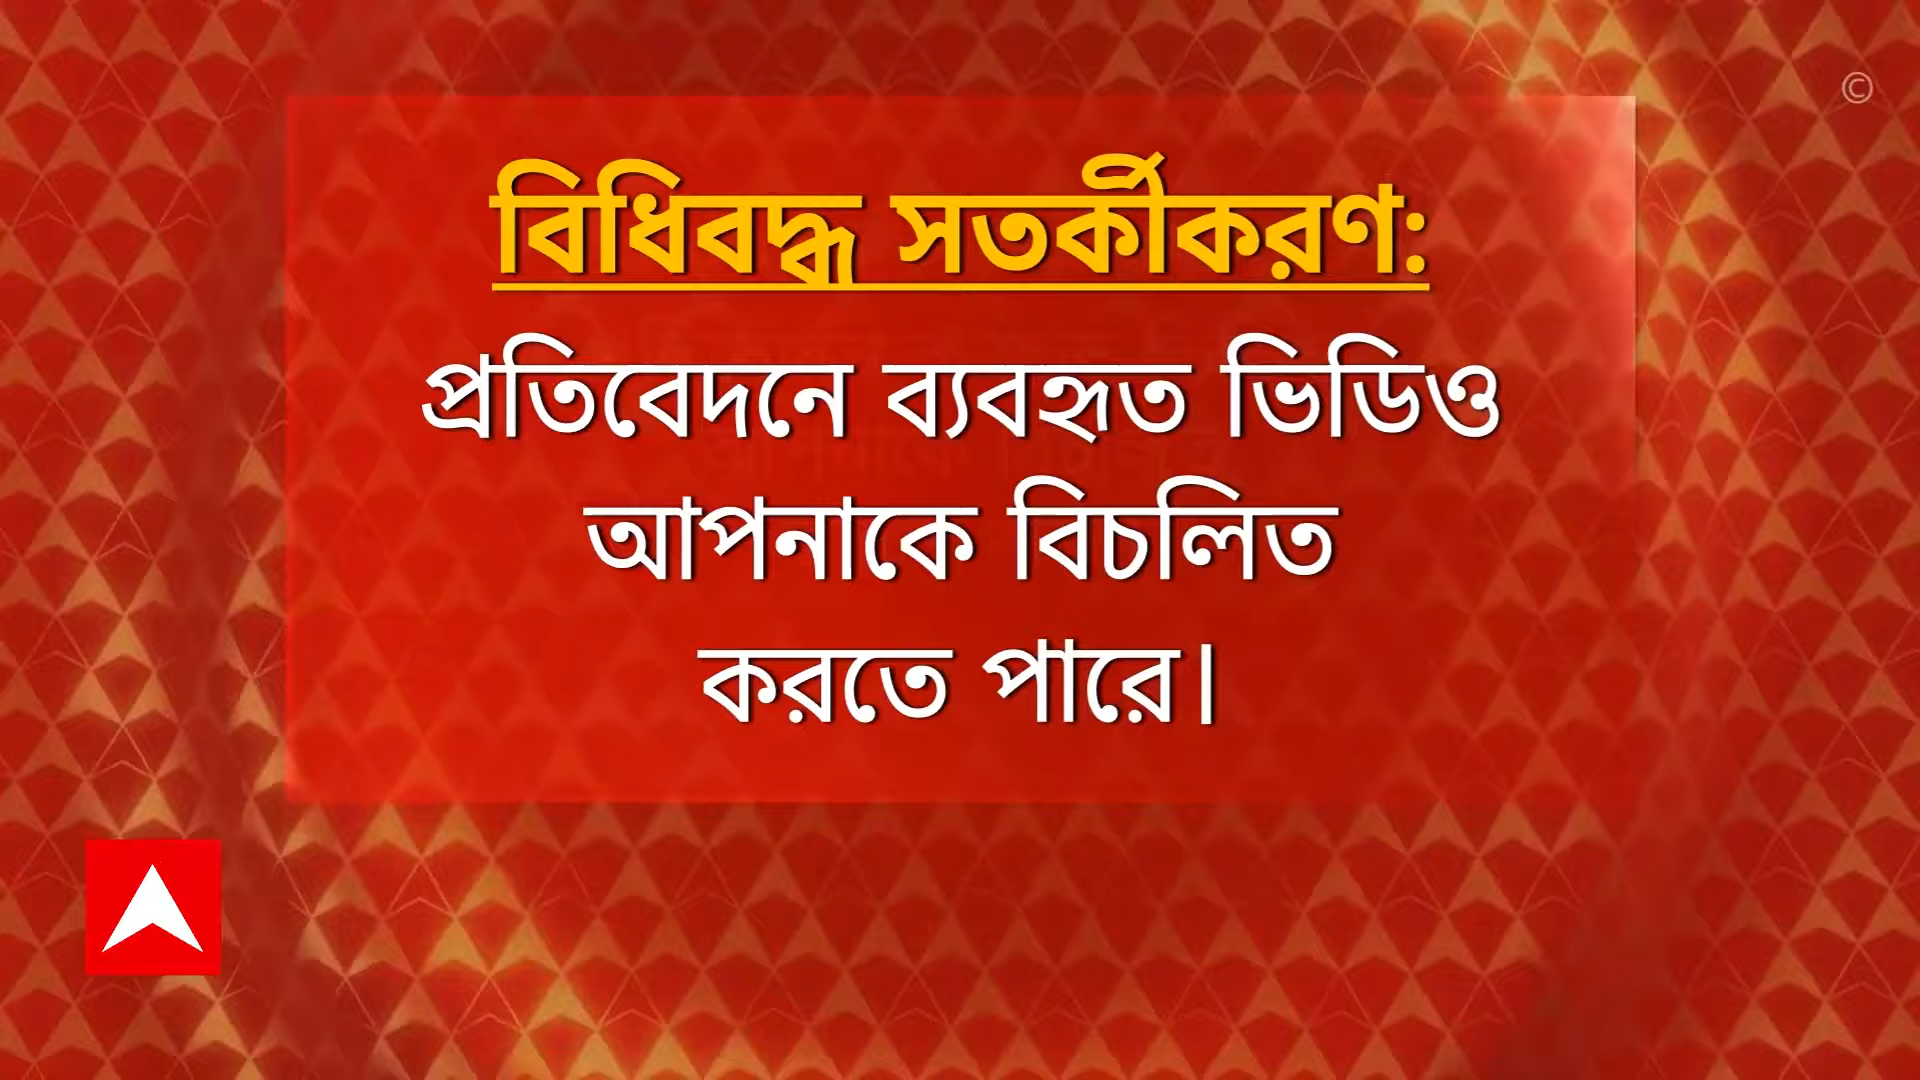 ©
বিধিবদ্ধ সতর্কীকরণ:
প্রতিবেদনে ব্যবহৃত ভিডিও
আপনাকে বিচলিত
করতে পারে।